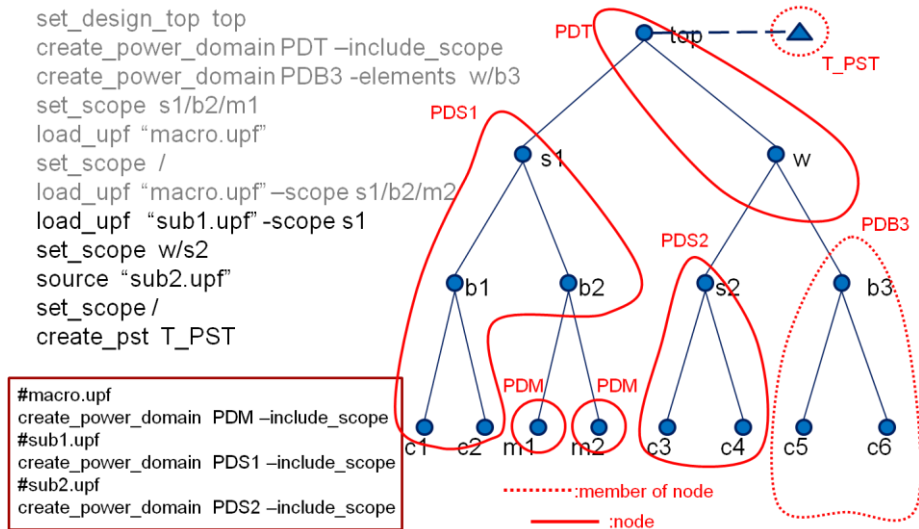 set_design_top top
create_power_domain PDT –include_scope
create_power_domain PDB3 -elements w/b3
set_scope s1/b2/m1
load_upf “macro.upf”
set_scope /
load_upf “macro.upf” –scope s1/b2/m2
load_upf “sub1.upf” -scope s1
set_scope w/s2
source “sub2.upf”
set_scope /
create_pst T_PST
#macro.upf
create_power_domain PDM –include_scope
#sub1.upf
create_power_domain PDS1 –include_scope
#sub2.upf
create_power_domain PDS2 –include_scope
PDT
top
T_PST
PDS1
s1
w
PDS2
PDB3
b1
b2
s2
b3
PDM
PDM
c1
c2
m1
m2
c3
c4
c5
c6
:member of node
:node